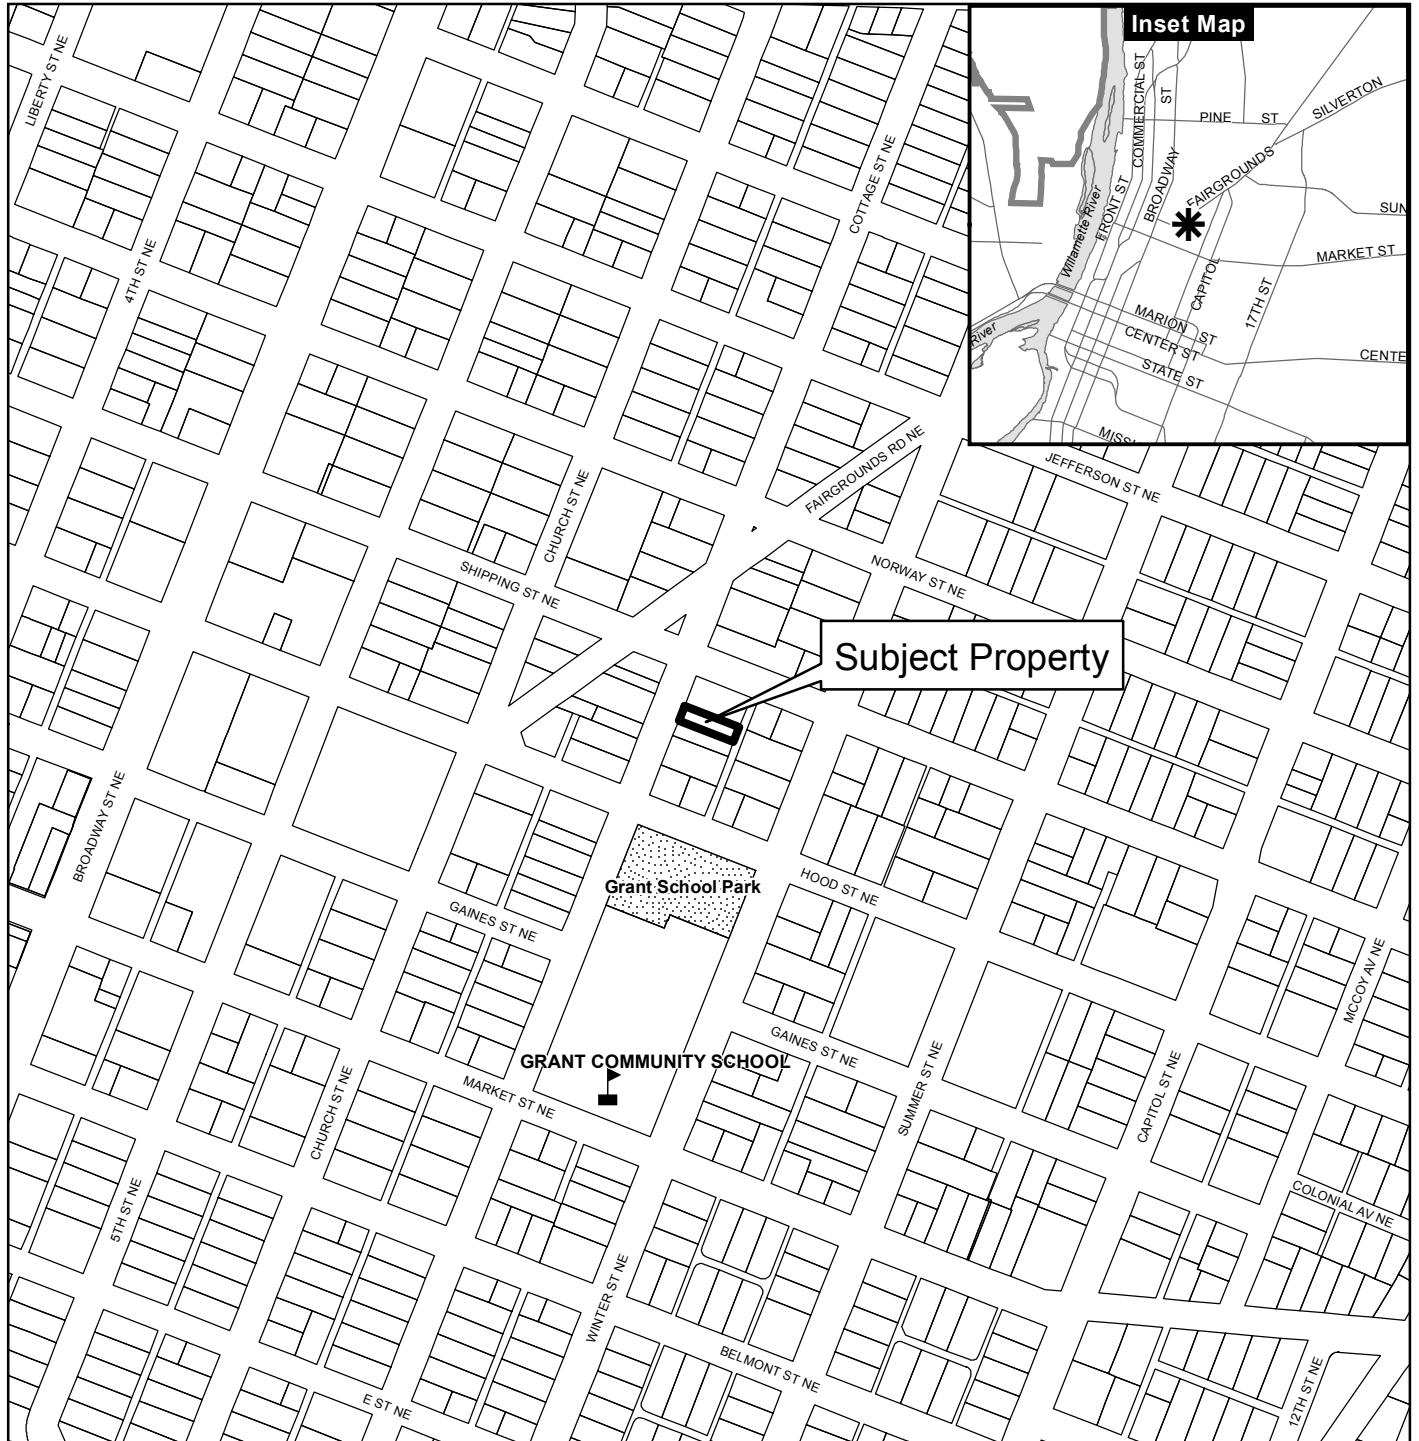 Inset Map
LIBERTY ST NE
COTTAGE ST NE
4TH ST NE
COMMERCIAL ST
ST
PINE
ST
SILVERTON
FAIRGROUNDS
BROADWAY
FRONT ST
Willamette River
SUN
MARKET ST
CAPITOL
17TH ST
MARION
ST
CENTER ST
STATE ST
CENTE
River
MISSI
JEFFERSON ST NE
FAIRGROUNDS RD NE
CHURCH ST NE
SHIPPING ST NE
NORWAY ST NE
Subject Property
BROADWAY ST NE
Grant School Park
HOOD ST NE
GAINES ST NE
MCCOY AV NE
GAINES ST NE
GRANT COMMUNITY SCHOOL
MARKET ST NE
CHURCH ST NE
SUMMER ST NE
CAPITOL ST NE
5TH ST NE
COLONIAL AV NE
WINTER ST NE
BELMONT ST NE
E ST NE
12TH ST NE